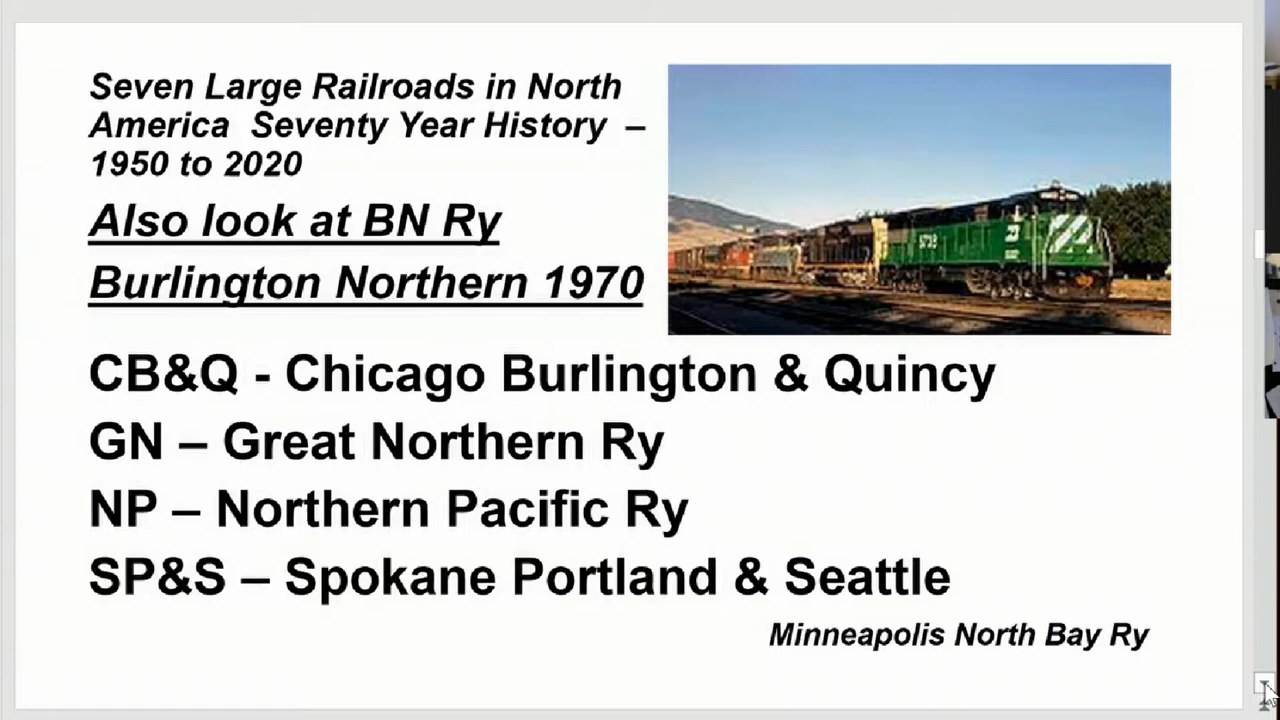 Seven Large Railroads in North
America Seventy Year History –
1950 to 2020
Also look at BN Ry
Burlington Northern 1970
CB&Q - Chicago Burlington & Quincy
GN – Great Northern Ry
NP – Northern Pacific Ry
SP&S – Spokane Portland & Seattle
Minneapolis North Bay Ry